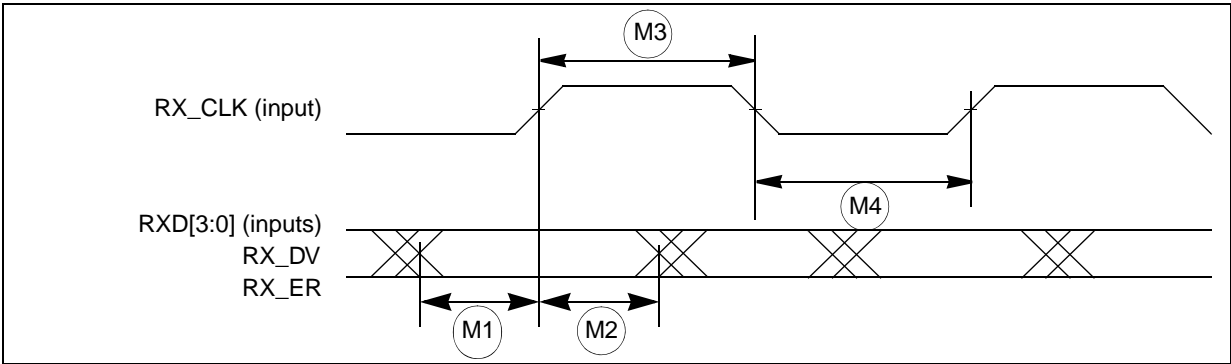 M3
RX_CLK (input)
M4
RXD[3:0] (inputs)
RX_DV
RX_ER
M1
M2